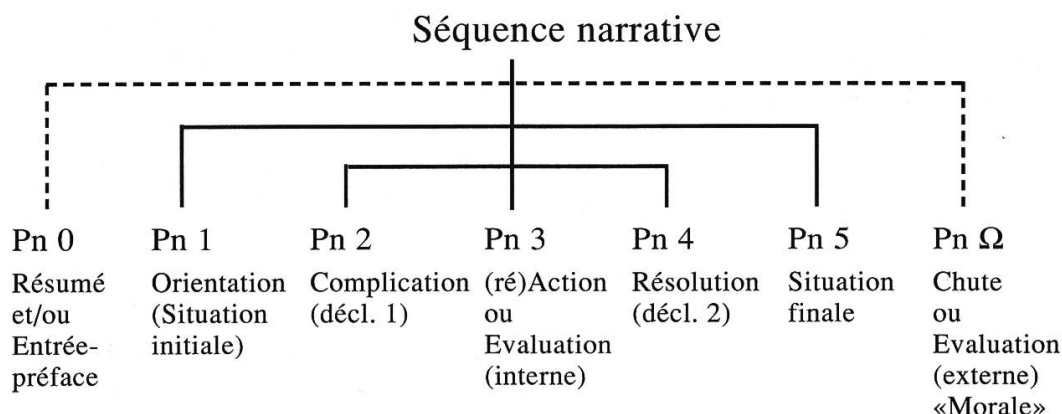 Séquence narrative
Pn 0
Pn 1
Pn 2
Pn 3
Pn 4
Pn 5
Pn Ω
Résumé
et/ou
Entrée-
préface
Orientation
(Situation
initiale)
Complication
(décl. 1)
(ré)Action
ou
Evaluation
(interne)
Résolution
(décl. 2)
Situation
finale
Chute
ou
Evaluation
(externe)
«Morale»